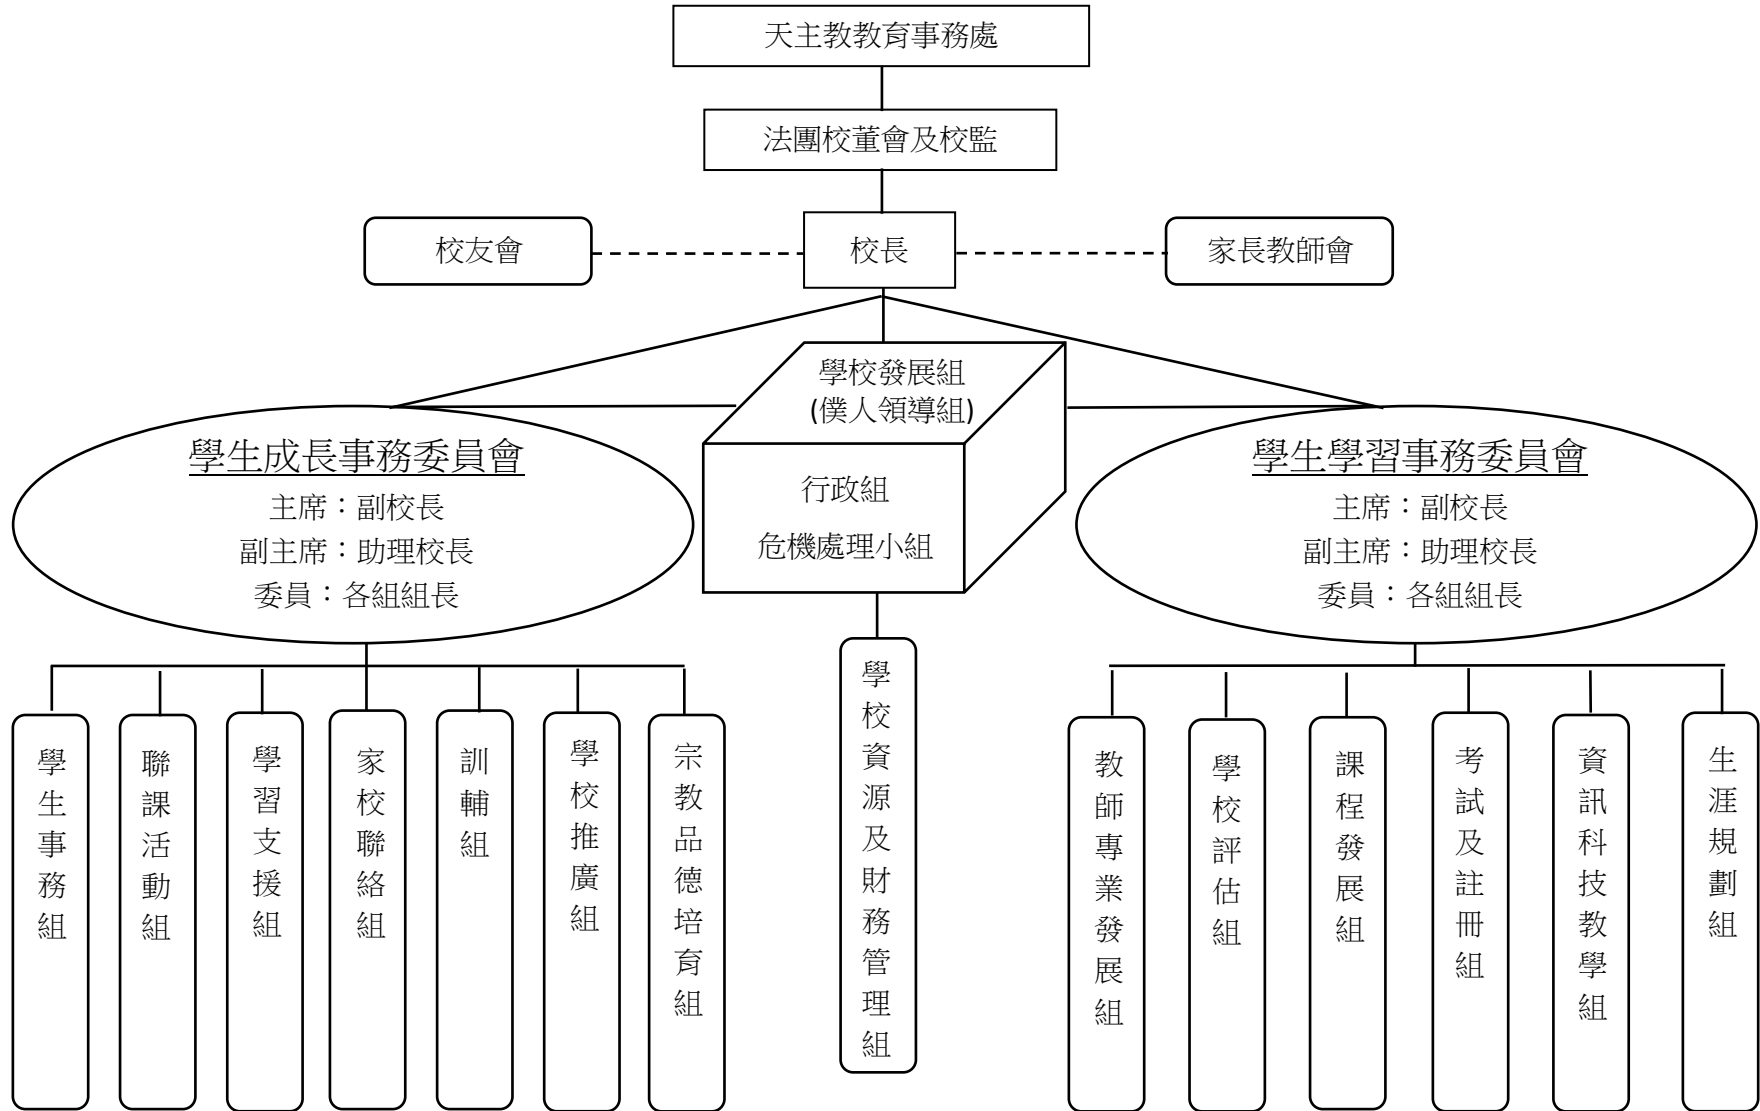 天主教教育事務處
法團校董會及校監
校友會
校長
家長教師會
學校發展組
(僕人領導組)
行政組
危機處理小組
學生成長事務委員會
主席：副校長
副主席：助理校長
委員：各組組長
學生學習事務委員會
主席：副校長
副主席：助理校長
委員：各組組長
學生事務組
聯課活動組
學習支援組
家校聯絡組
訓輔組
學校推廣組
宗教品德培育組
學校資源及財務管理組
教師專業發展組
學校評估組
課程發展組
考試及註冊組
資訊科技教學組
生涯規劃組